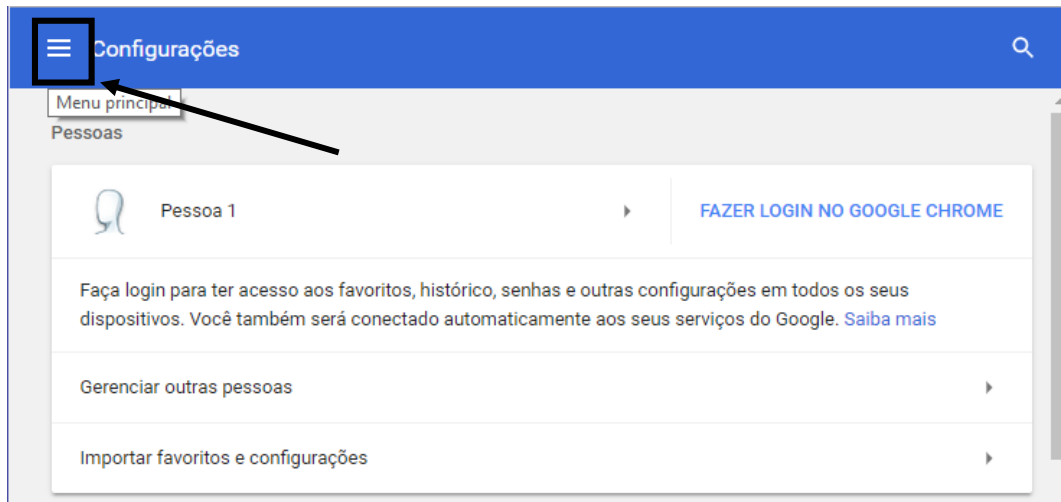 Configurações
Menu principal
Pessoas
Pessoa 1
FAZER LOGIN NO GOOGLE CHROME
Faça login para ter acesso aos favoritos, histórico, senhas e outras configurações em todos os seus
dispositivos. Você também será conectado automaticamente aos seus serviços do Google. Saiba mais
Gerenciar outras pessoas
Importar favoritos e configurações